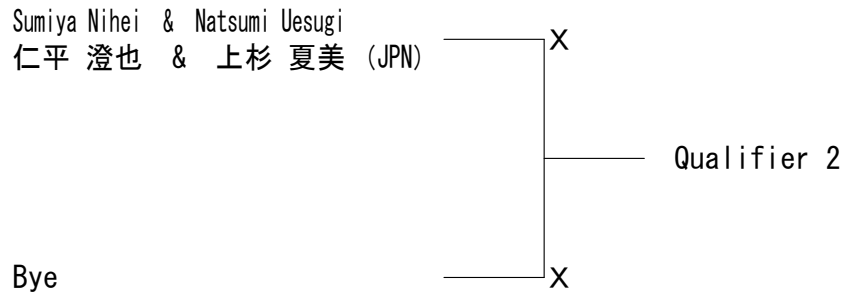 Sumiya Nihei & Natsumi Uesugi
仁平 澄也 & 上杉 夏美 (JPN)
X
Qualifier 2
Bye
X